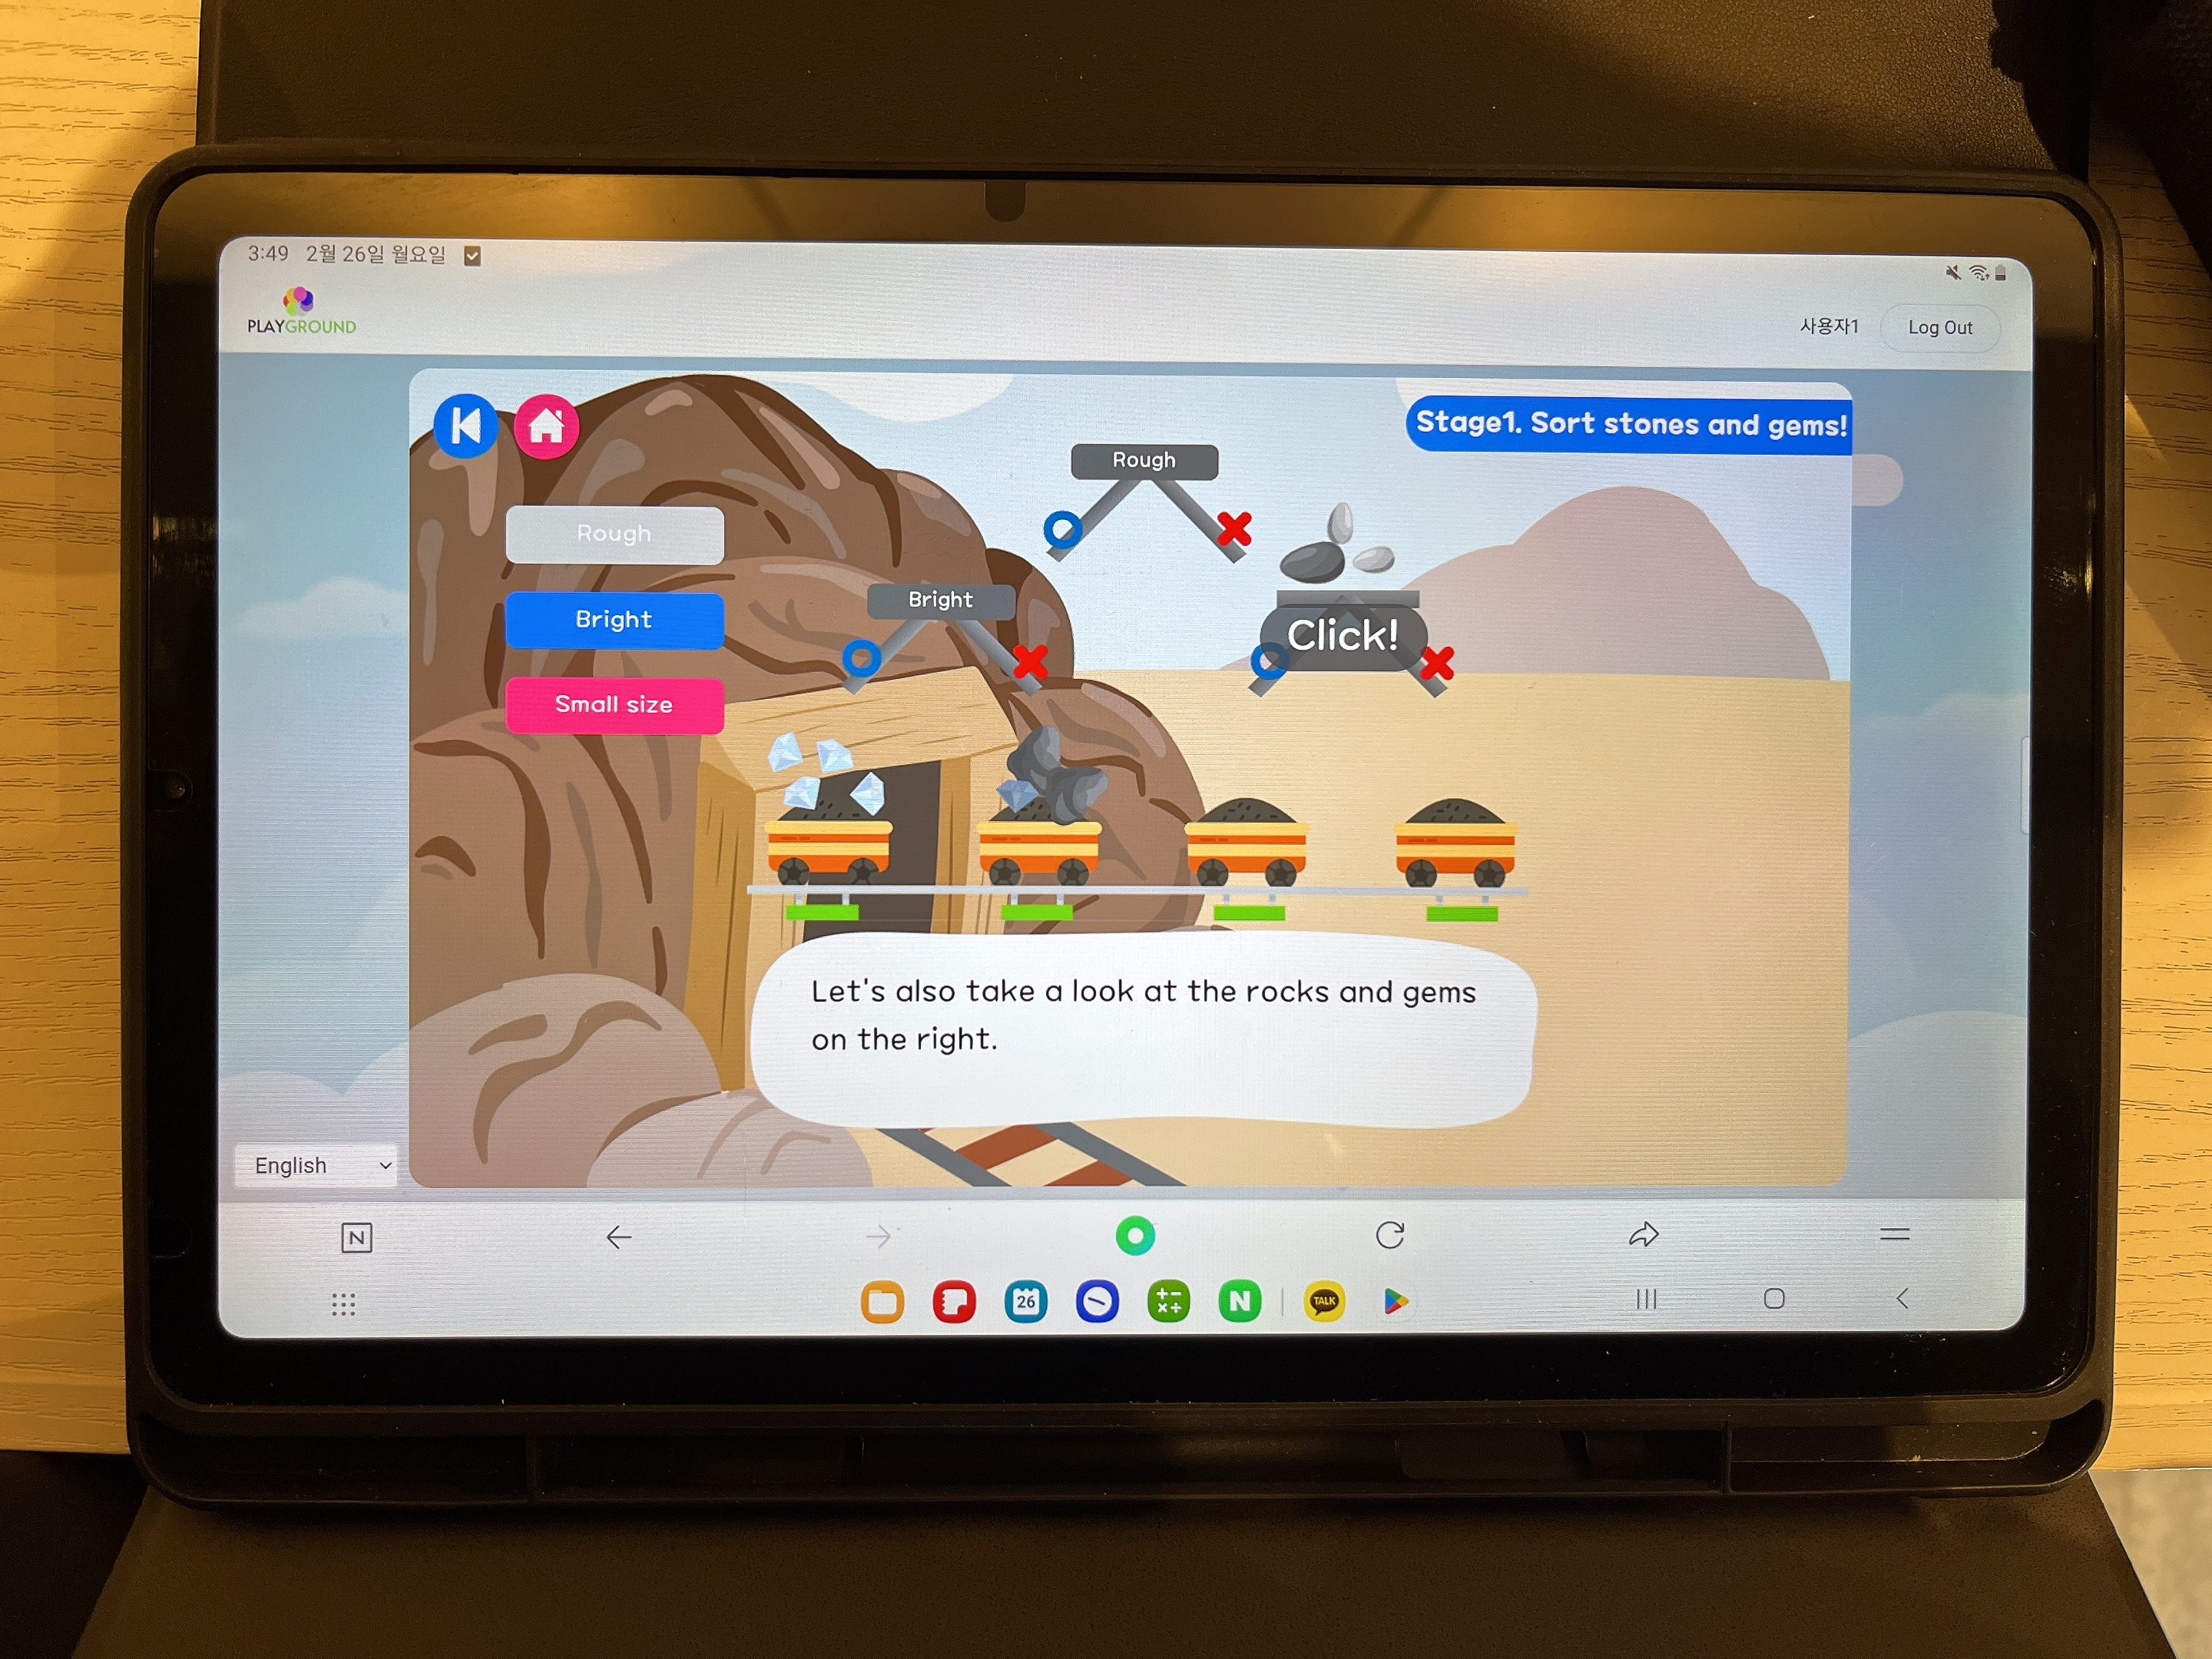 3:49 2월 26일 월요일
PLAYGROUND
사용자1
Log Out
Stage1. Sort stones and gems!
Rough
Rough
Bright
Bright
Click!
Small size
Let's also take a look at the rocks and gems
on the right.
English
N
26
N
TALK